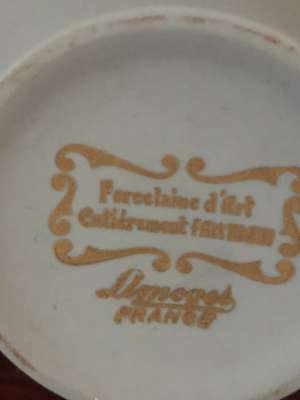 Porcelaine d'Art
Entièrement fait main
Limoges
FRANCE